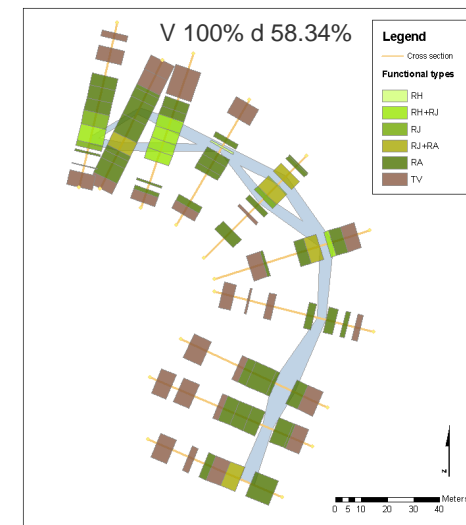 V 100% d 58.34%
Legend
Cross section
Functional types
RH
RH+RJ
RJ
RJ+RA
RA
TV
N
Meters
0 5 10 20 30 40